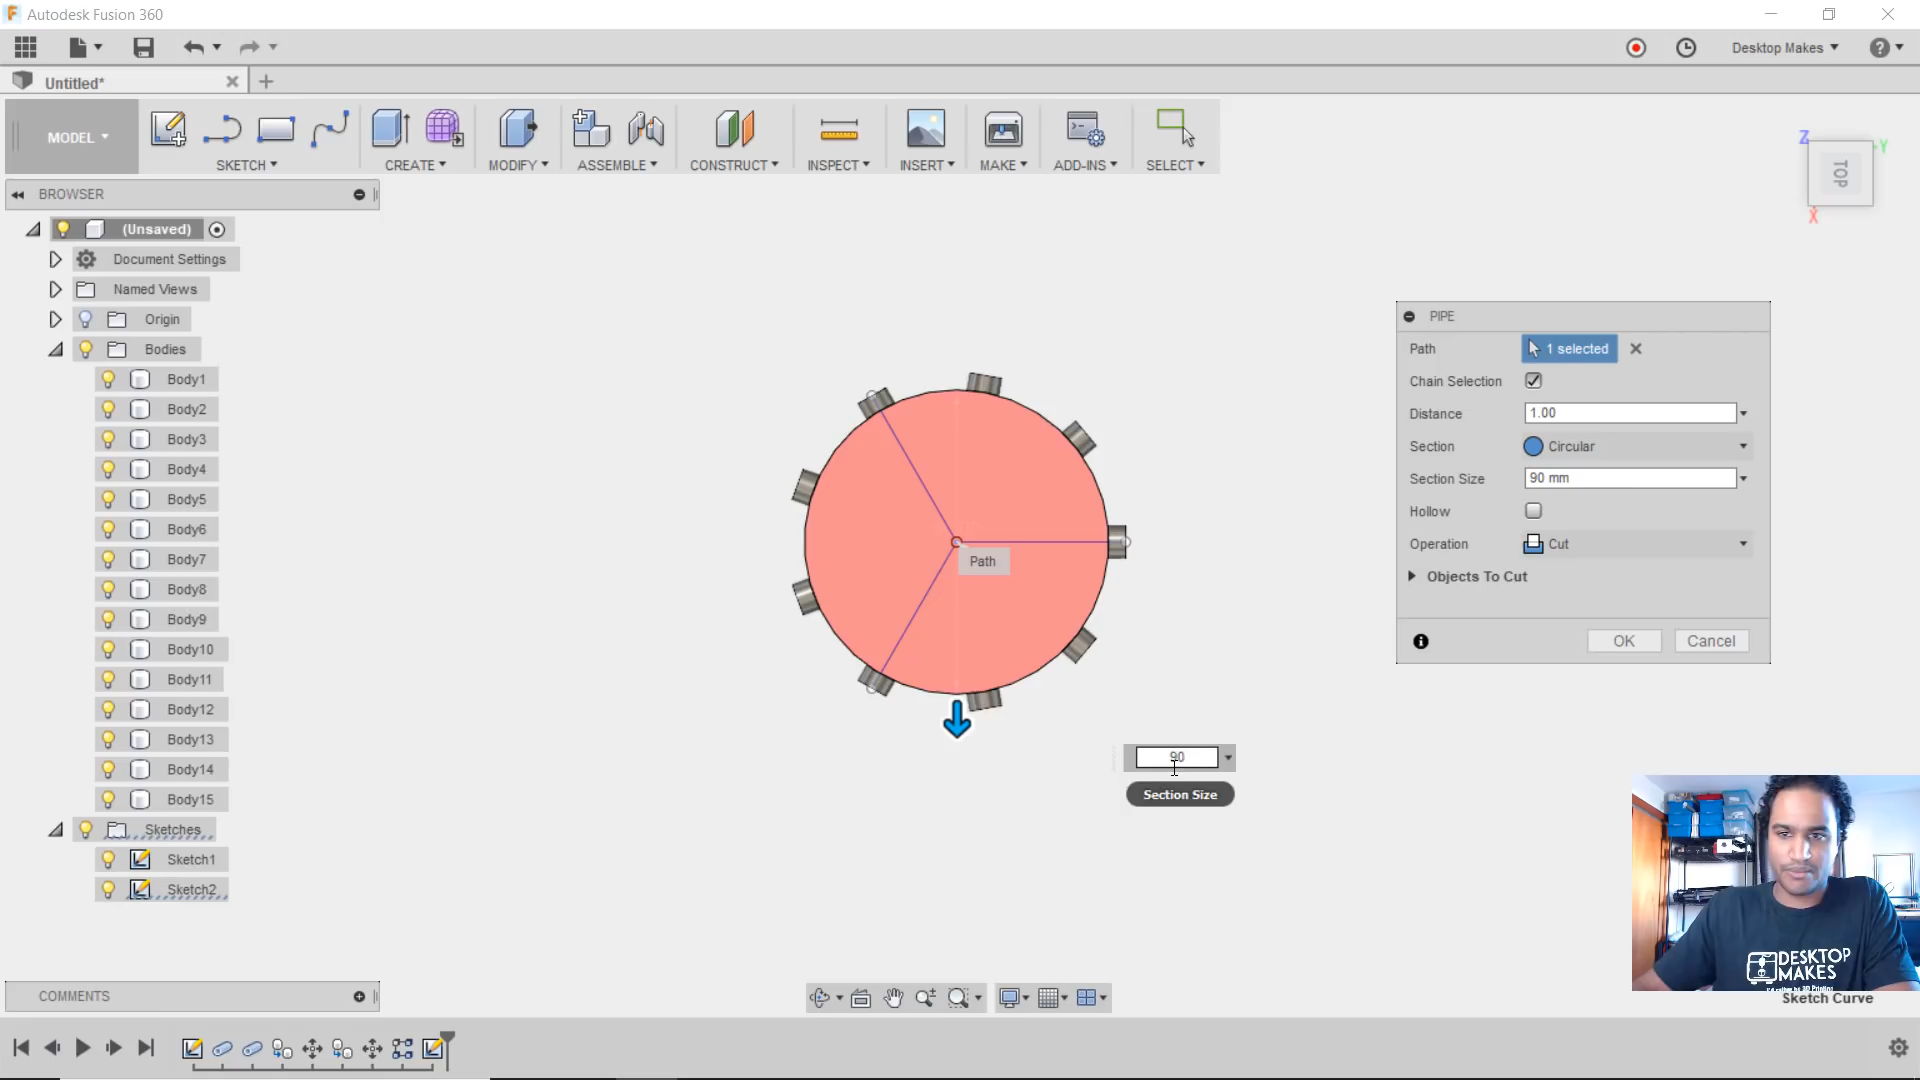 Autodesk Fusion 360
Desktop Makes
Untitled*
MODEL
SKETCH
CREATE
MODIFY
ASSEMBLE
CONSTRUCT
INSPECT
INSERT
MAKE
ADD-INS
SELECT
BROWSER
(Unsaved)
Document Settings
Named Views
Origin
Bodies
Body1
Body2
Body3
Body4
Body5
Body6
Body7
Body8
Body9
Body10
Body11
Body12
Body13
Body14
Body15
Sketches
Sketch1
Sketch2
COMMENTS
Z
Y
TOP
X
PIPE
Path 1 selected
Chain Selection
Distance 1.00
Section Circular
Section Size 90 mm
Hollow
Operation Cut
Objects To Cut
OK Cancel
Path
90
Section Size
DESKTOP
MAKES
I'd rather be 3D Printing
Sketch Curve